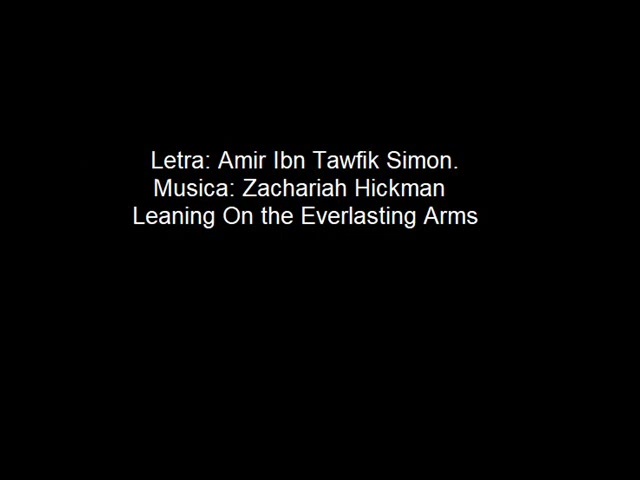 Letra: Amir Ibn Tawfik Simon.
Musica: Zachariah Hickman
Leaning On the Everlasting Arms